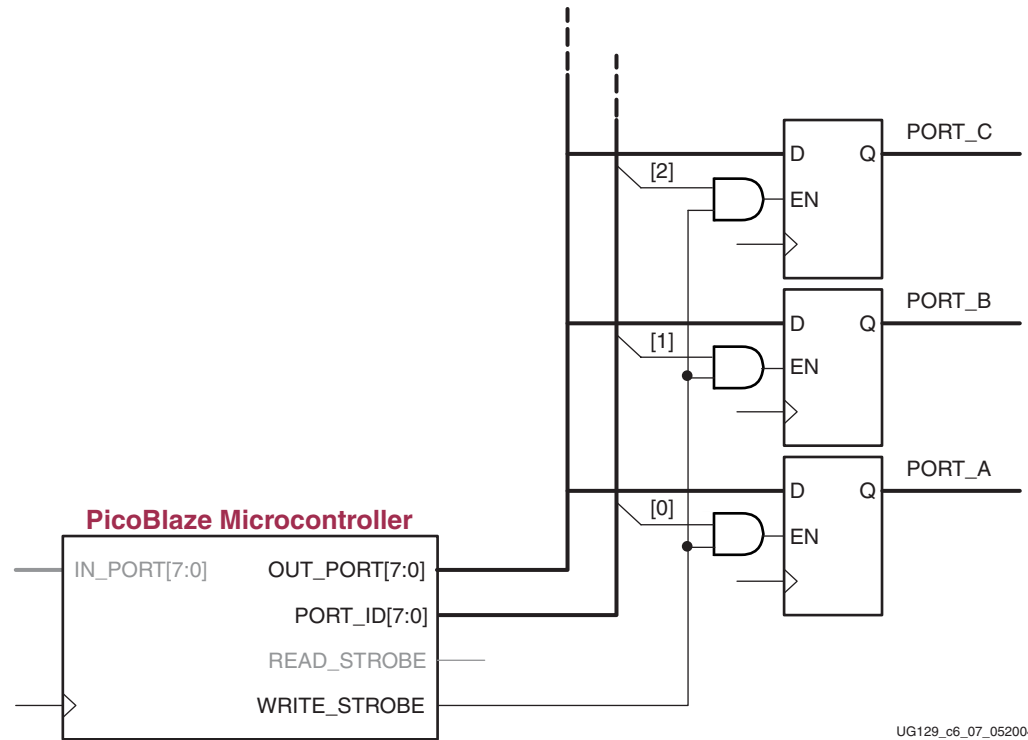 PORT_C
D
Q
[2]
EN
PORT_B
D
Q
[1]
EN
PORT_A
D
Q
[0]
EN
PicoBlaze Microcontroller
IN_PORT[7:0]
OUT_PORT[7:0]
PORT_ID[7:0]
READ_STROBE
WRITE_STROBE
UG129_c6_07_05200